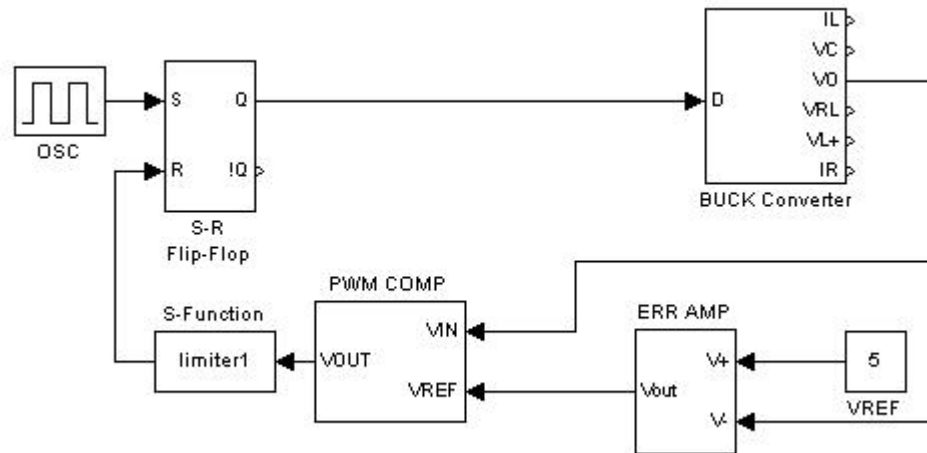 IL
VC
VO
VRL
VL+
IR
D
BUCK Converter
OSC
S
Q
R
!Q
S-R
Flip-Flop
PWM COMP
VIN
VOUT
VREF
S-Function
limiter1
ERR AMP
V+
Vout
V-
5
VREF